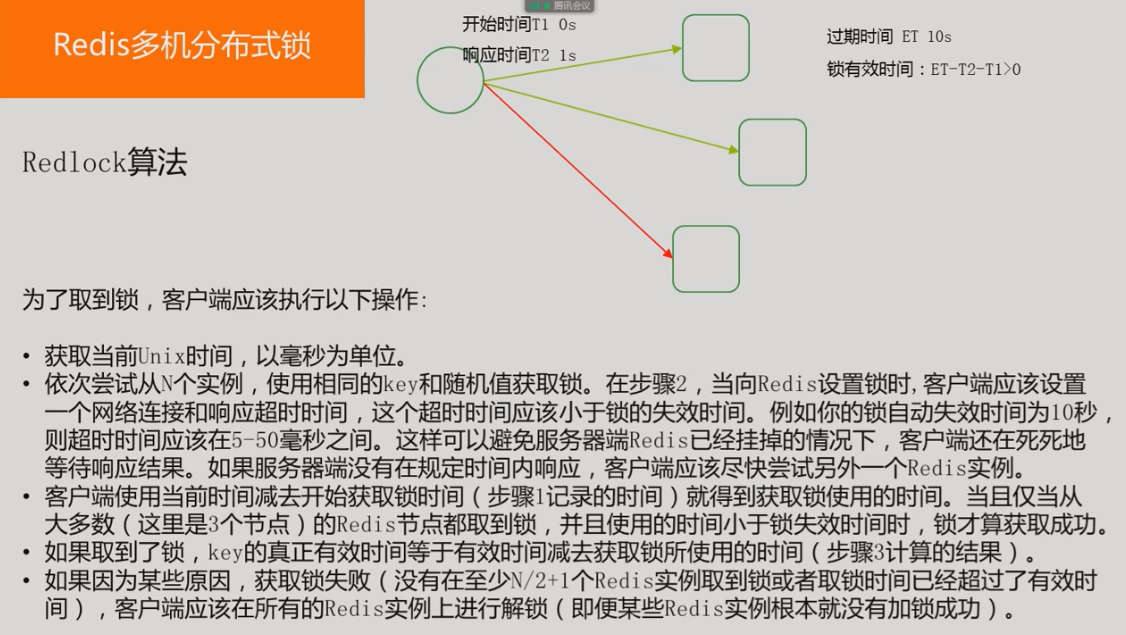 腾讯会议
Redis多机分布式锁
开始时间T1 0s
响应时间T2 1s
过期时间 ET 10s
锁有效时间：ET-T2-T1>0
Redlock算法
为了取到锁，客户端应该执行以下操作:
• 获取当前Unix时间，以毫秒为单位。
• 依次尝试从N个实例，使用相同的key和随机值获取锁。在步骤2，当向Redis设置锁时,客户端应该设置
一个网络连接和响应超时时间，这个超时时间应该小于锁的失效时间。例如你的锁自动失效时间为10秒，
则超时时间应该在5-50毫秒之间。这样可以避免服务器端Redis已经挂掉的情况下，客户端还在死死地
等待响应结果。如果服务器端没有在规定时间内响应，客户端应该尽快尝试另外一个Redis实例。
• 客户端使用当前时间减去开始获取锁时间（步骤1记录的时间）就得到获取锁使用的时间。当且仅当从
大多数（这里是3个节点）的Redis节点都取到锁，并且使用的时间小于锁失效时间时，锁才算获取成功。
• 如果取到了锁，key的真正有效时间等于有效时间减去获取锁所使用的时间（步骤3计算的结果）。
• 如果因为某些原因，获取锁失败（没有在至少N/2+1个Redis实例取到锁或者取锁时间已经超过了有效时
间），客户端应该在所有的Redis实例上进行解锁（即便某些Redis实例根本就没有加锁成功）。